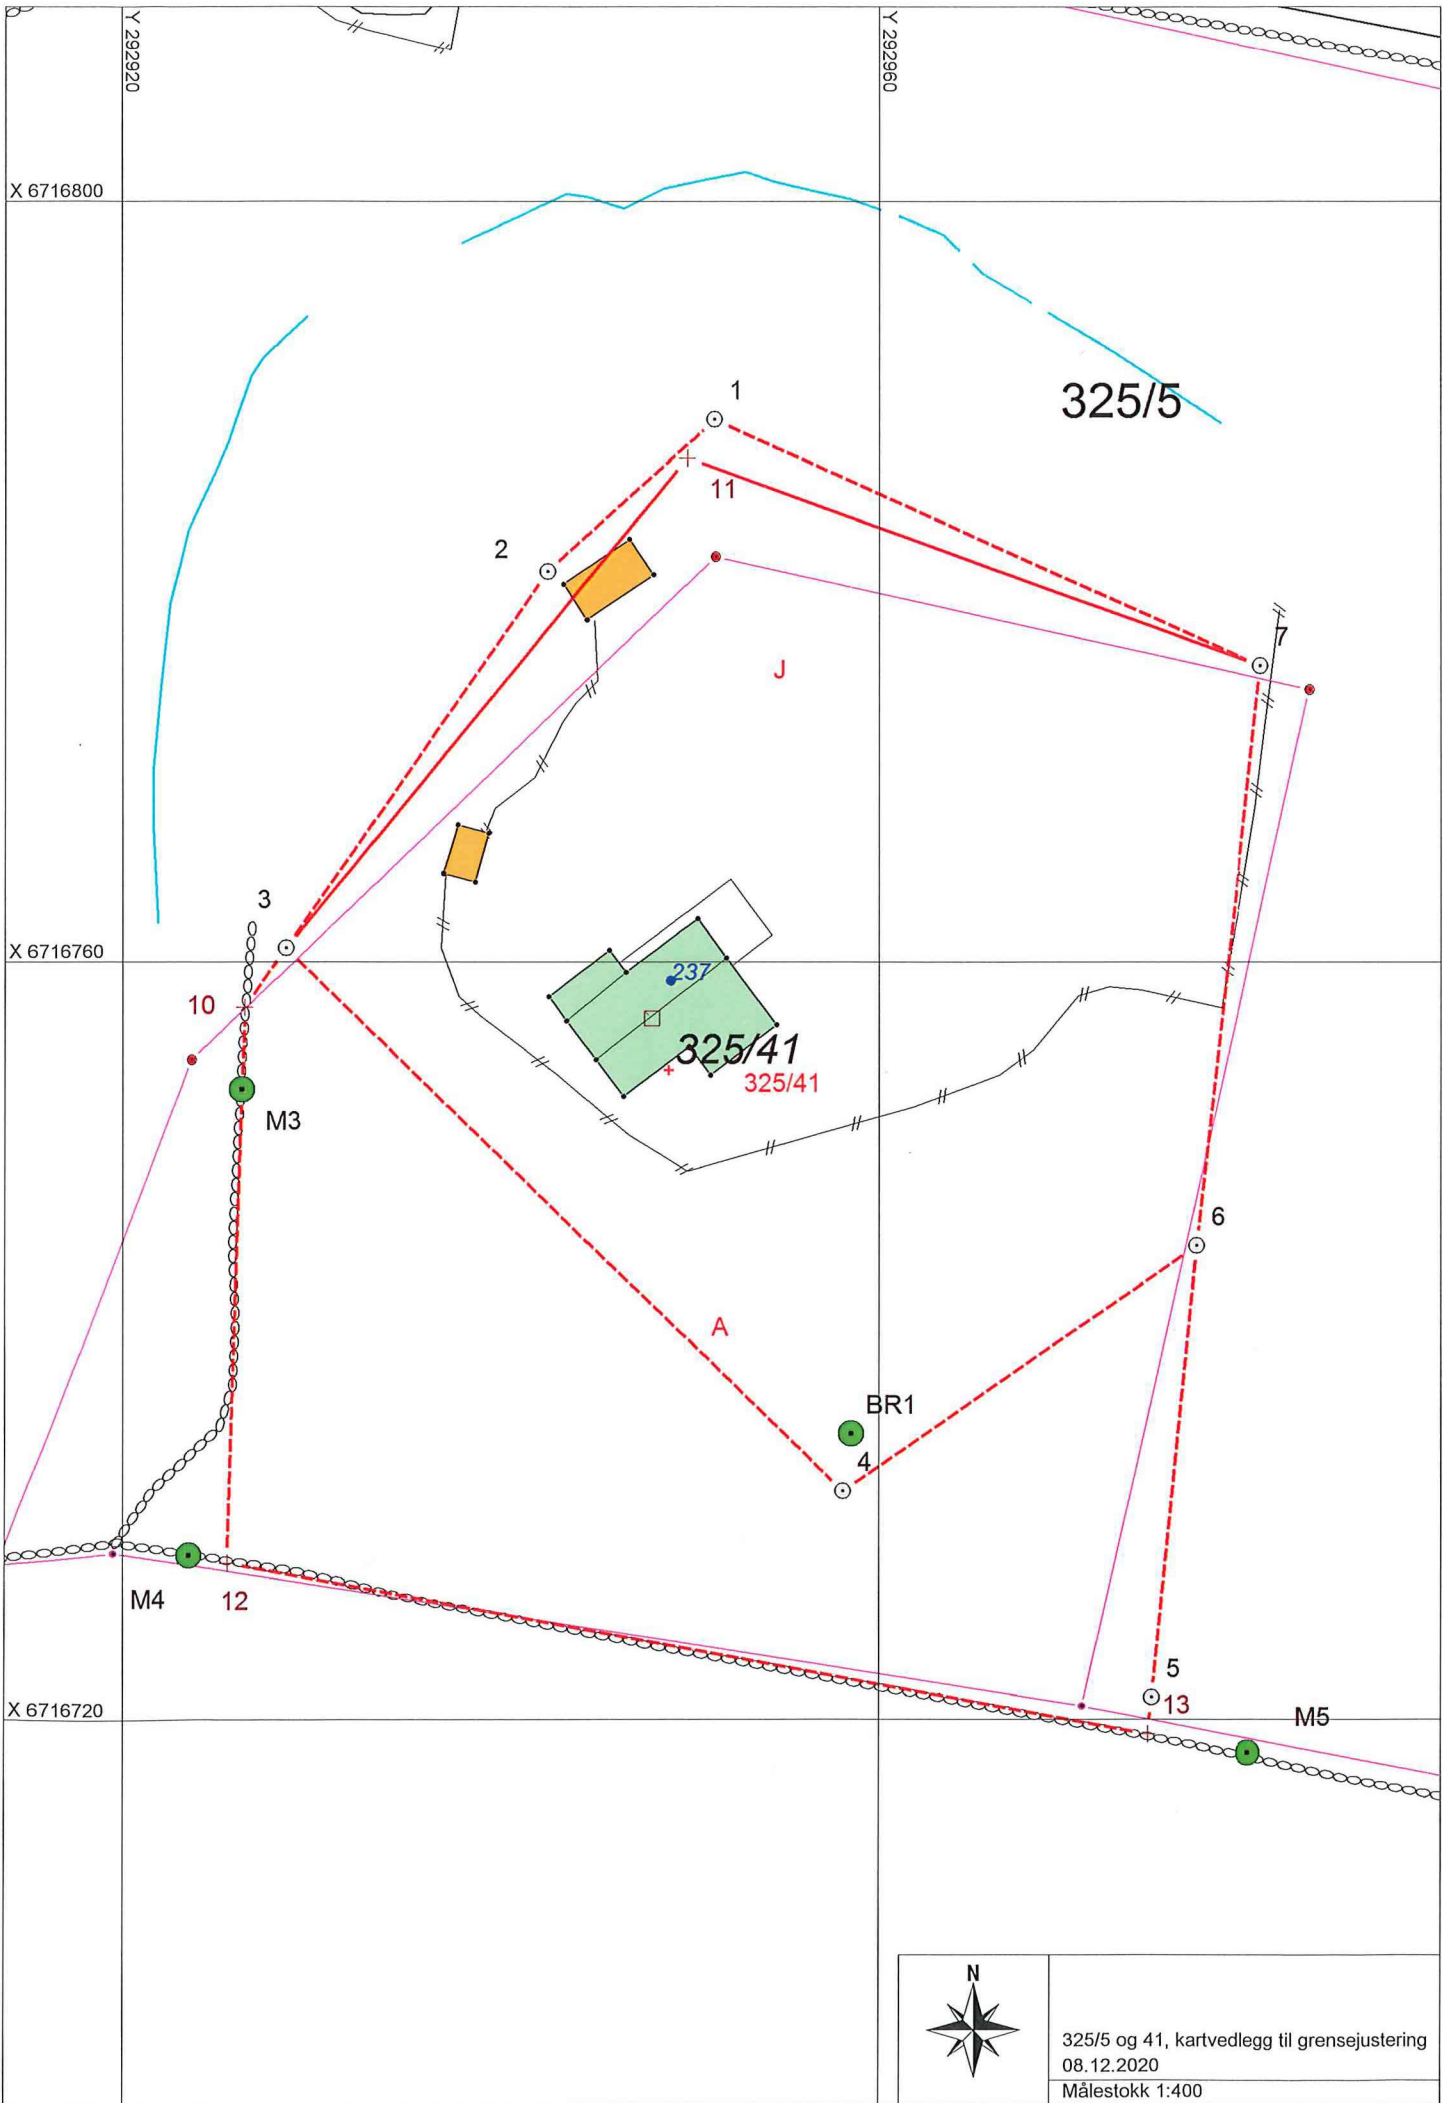 Y 292920
Y 292960
X 6716800
1
325/5
11
2
7
J
3
X 6716760
10
237
325/41
325/41
M3
6
A
BR1
4
M4
12
5
13
X 6716720
M5
N
325/5 og 41, kartvedlegg til grensejustering
08.12.2020
Målestokk 1:400